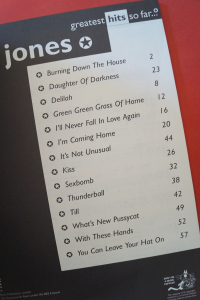 greatest hits so far..
jones
Burning Down The House 2
Daughter Of Darkness 23
Delilah 8
Green Green Grass Of Home 12
I'll Never Fall In Love Again 16
I'm Coming Home 20
It's Not Unusual 44
Kiss 26
Sexbomb 32
Thunderball 38
Till 42
What's New Pussycat 49
With These Hands 52
You Can Leave Your Hat On 57